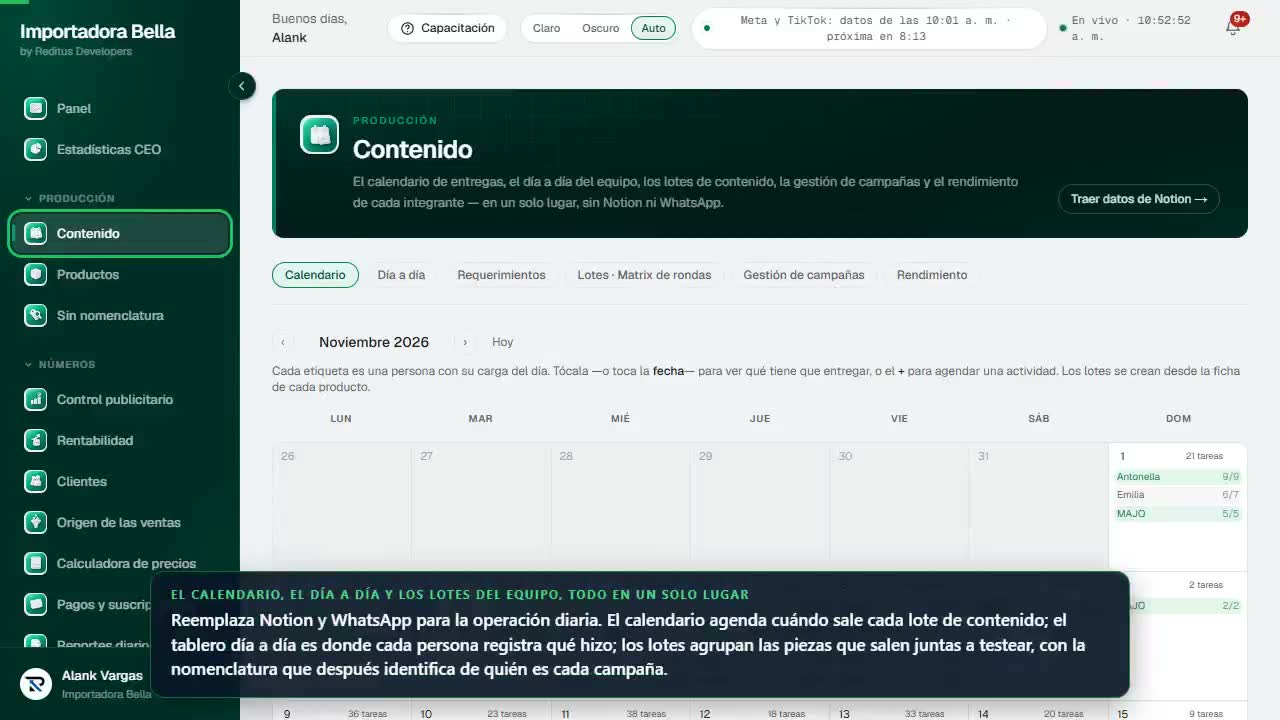 Importadora Bella
by Reditus Developers
Panel
Estadísticas CEO
PRODUCCIÓN
Contenido
Productos
Sin nomenclatura
NÚMEROS
Control publicitario
Rentabilidad
Clientes
Origen de las ventas
Calculadora de precios
Pagos y suscrip
Reportes diario
Alank Vargas
Importadora Bella
Buenos días,
Alank
Capacitación
Claro Oscuro Auto
Meta y TikTok: datos de las 10:01 a. m. ·
próxima en 8:13
En vivo · 10:52:52
a. m.
9+
PRODUCCIÓN
Contenido
El calendario de entregas, el día a día del equipo, los lotes de contenido, la gestión de campañas y el rendimiento
de cada integrante — en un solo lugar, sin Notion ni WhatsApp.
Traer datos de Notion →
Calendario Día a día Requerimientos Lotes · Matrix de rondas Gestión de campañas Rendimiento
‹ Noviembre 2026 › Hoy
Cada etiqueta es una persona con su carga del día. Tócala —o toca la fecha— para ver qué tiene que entregar, o el + para agendar una actividad. Los lotes se crean desde la ficha
de cada producto.
LUN MAR MIÉ JUE VIE SÁB DOM
26 27 28 29 30 31 1 21 tareas
Antonella 9/9
Emilia 6/7
MAJO 5/5
2 tareas
AJO 2/2
EL CALENDARIO, EL DÍA A DÍA Y LOS LOTES DEL EQUIPO, TODO EN UN SOLO LUGAR
Reemplaza Notion y WhatsApp para la operación diaria. El calendario agenda cuándo sale cada lote de contenido; el
tablero día a día es donde cada persona registra qué hizo; los lotes agrupan las piezas que salen juntas a testear, con la
nomenclatura que después identifica de quién es cada campaña.
9 36 tareas 10 23 tareas 11 38 tareas 12 18 tareas 13 33 tareas 14 20 tareas 15 9 tareas